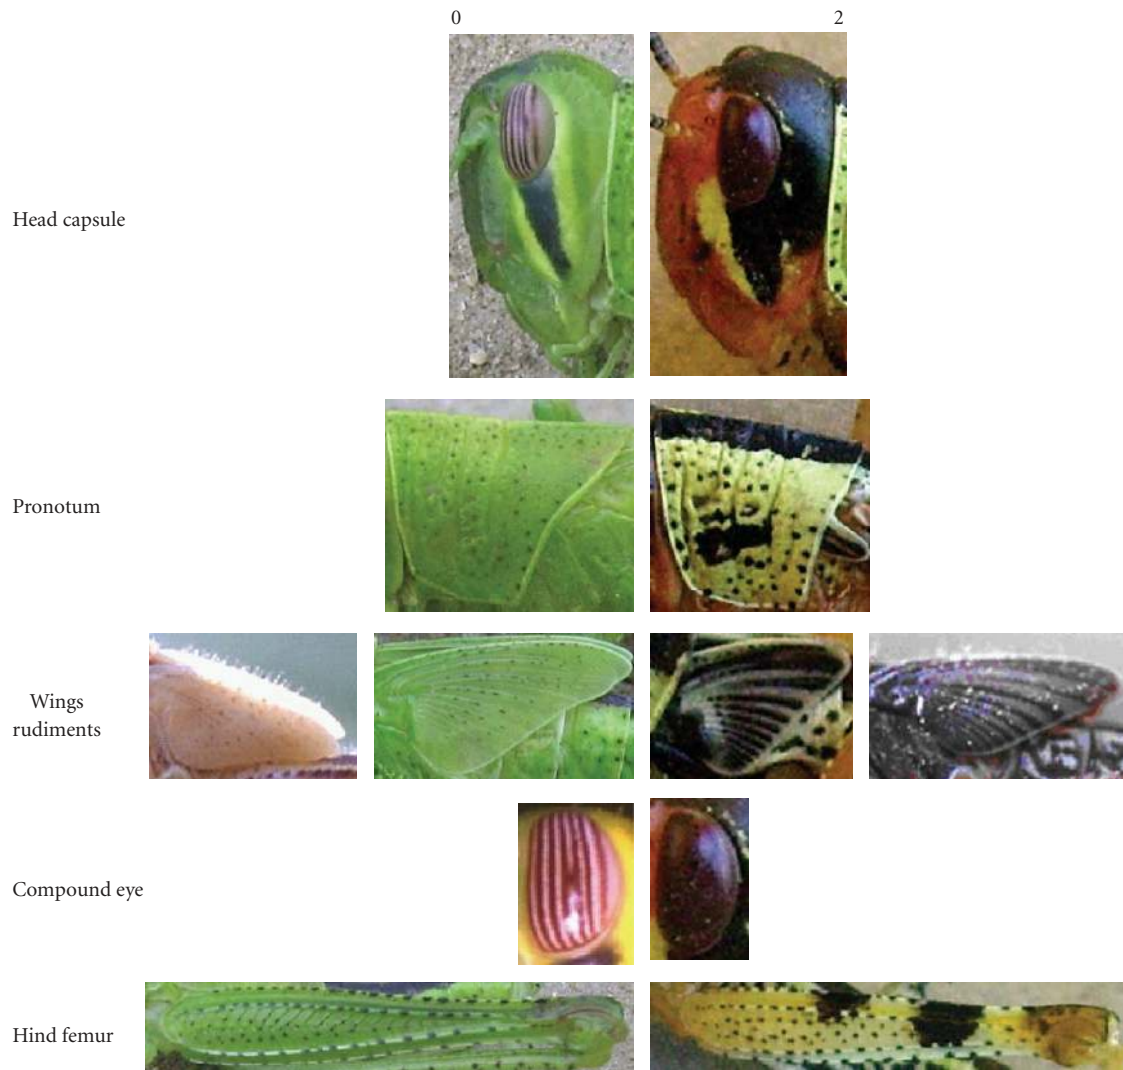 0 2
Head capsule
Pronotum
Wings
rudiments
Compound eye
Hind femur